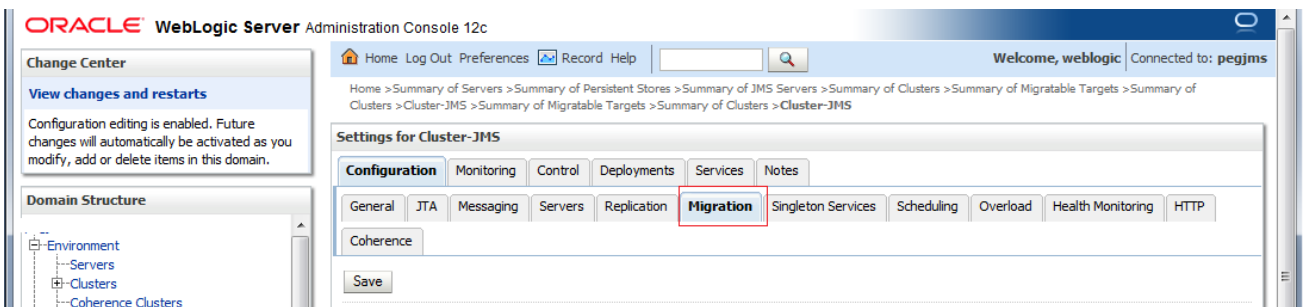 ORACLE WebLogic Server Administration Console 12c
Change Center
View changes and restarts
Configuration editing is enabled. Future
changes will automatically be activated as you
modify, add or delete items in this domain.
Domain Structure
Environment
Servers
Clusters
Coherence Clusters
Home Log Out Preferences Record Help
Welcome, weblogic Connected to: pegjms
Home >Summary of Servers >Summary of Persistent Stores >Summary of JMS Servers >Summary of Clusters >Summary of Migratable Targets >Summary of
Clusters >Cluster-JMS >Summary of Migratable Targets >Summary of Clusters >Cluster-JMS
Settings for Cluster-JMS
Configuration Monitoring Control Deployments Services Notes
General JTA Messaging Servers Replication Migration Singleton Services Scheduling Overload Health Monitoring HTTP
Coherence
Save